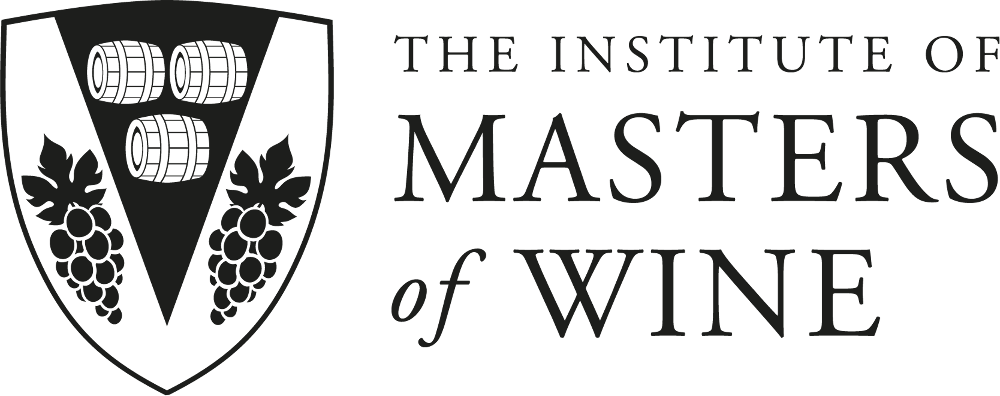 THE INSTITUTE OF
MASTERS
of WINE